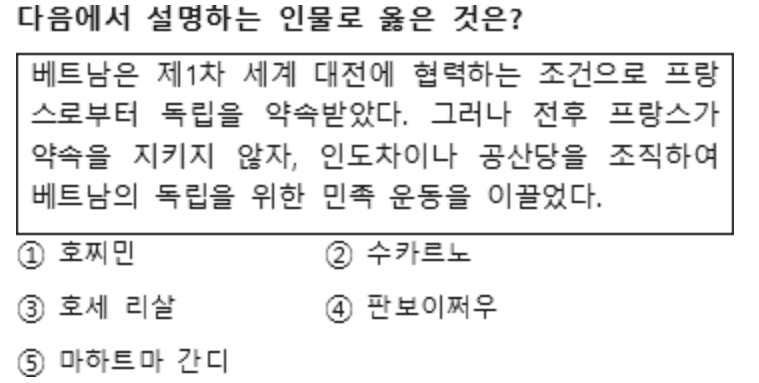 다음에서 설명하는 인물로 옳은 것은?
베트남은 제1차 세계 대전에 협력하는 조건으로 프랑
스로부터 독립을 약속받았다. 그러나 전후 프랑스가
약속을 지키지 않자, 인도차이나 공산당을 조직하여
베트남의 독립을 위한 민족 운동을 이끌었다.
① 호찌민 ② 수카르노
③ 호세 리살 ④ 판보이쩌우
⑤ 마하트마 간디